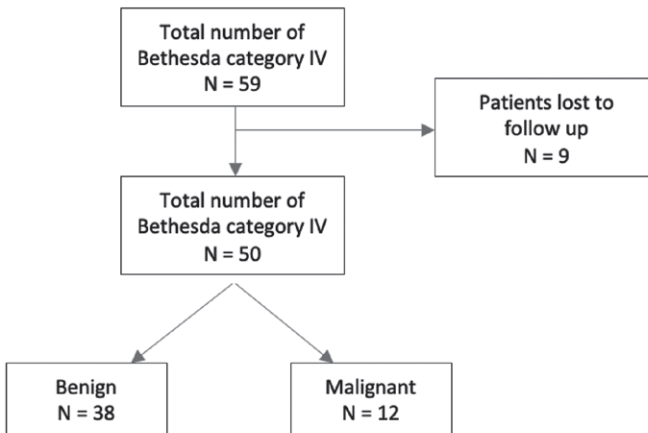 Total number of
Bethesda category IV
N = 59
Patients lost to
follow up
N = 9
Total number of
Bethesda category IV
N = 50
Benign
N = 38
Malignant
N = 12